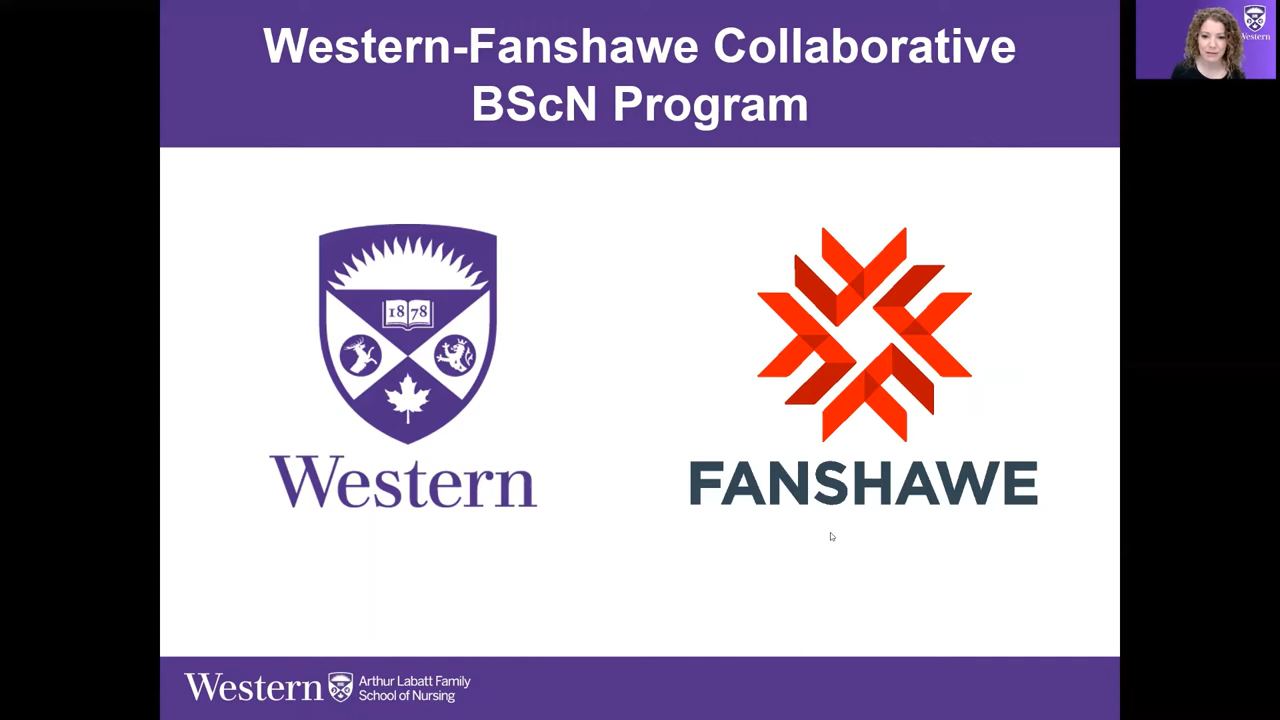 Western-Fanshawe Collaborative
BScN Program
Western
1878
Western
FANSHAWE
Western
Arthur Labatt Family
School of Nursing